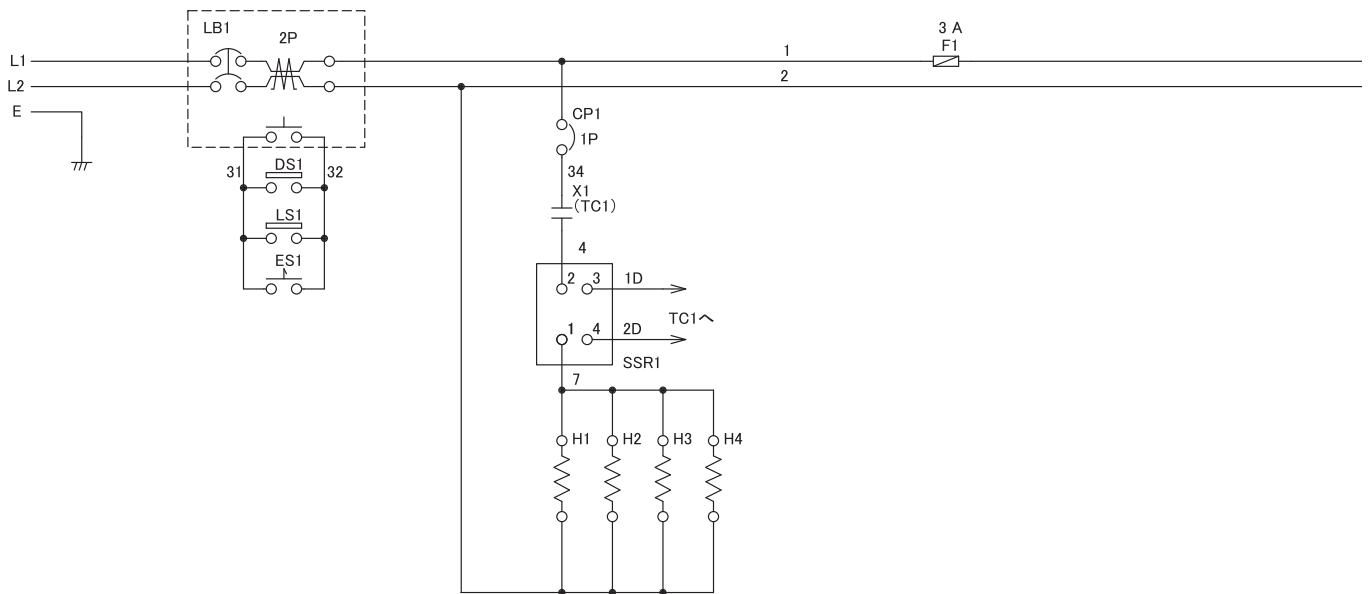 LB1
2P
3 A
F1
L1
L2
E
1
2
CP1
1P
34
31
DS1
32
X1
(TC1)
LS1
4
ES1
2 3 1D
TC1へ
1 4 2D
SSR1
7
H1 H2 H3 H4